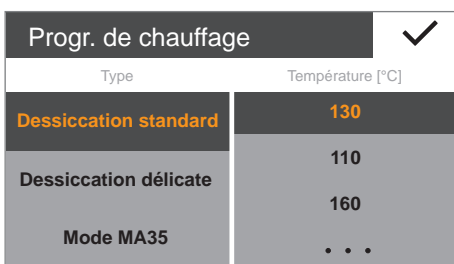 Progr. de chauffage
Type Température [°C]
Dessiccation standard 130
110
Dessiccation délicate
160
Mode MA35
. . .